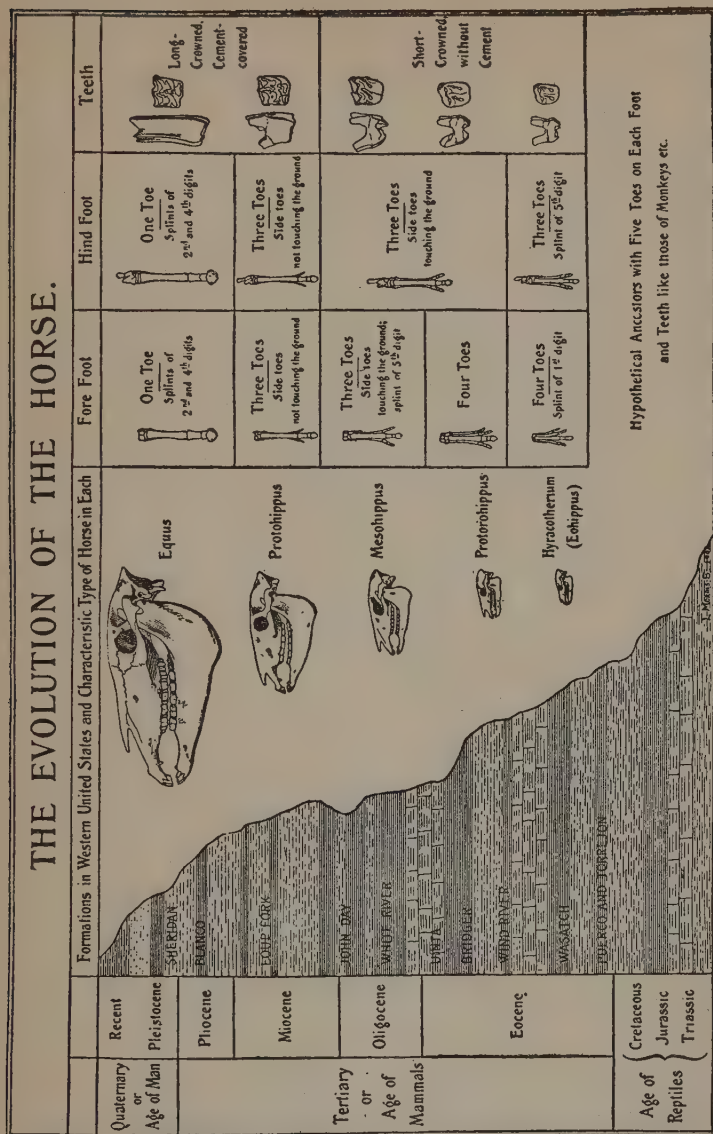 THE EVOLUTION OF THE HORSE.
Formations in Western United States and Characteristic Type of Horse in Each
Fore Foot
Hind Foot
Teeth
Quaternary
or
Age of Man
Recent
Pleistocene
SHERIDAN
Equus
One Toe
Splints of
2nd and 4th digits
One Toe
Splints of
2nd and 4th digits
Long-
Crowned,
Cement-
covered
Tertiary
or
Age of
Mammals
Pliocene
BLANCO
Miocene
LOUP FORK
Protohippus
Three Toes
Side toes
not touching the ground
Three Toes
Side toes
not touching the ground
Oligocene
JOHN DAY
WHITE RIVER
Mesohippus
Three Toes
Side toes
touching the ground;
splint of 5th digit
Three Toes
Side toes
touching the ground
Short-
Crowned,
without
Cement
Eocene
UINTA
BRIDGER
WIND RIVER
WASATCH
PUERCO AND TORREJON
Protorohippus
Four Toes
Hyracotherium
(Eohippus)
Four Toes
Splint of 1st digit
Three Toes
Splint of 5th digit
Age of
Reptiles
Cretaceous
Jurassic
Triassic
Hypothetical Ancestors with Five Toes on Each Foot
and Teeth like those of Monkeys etc.